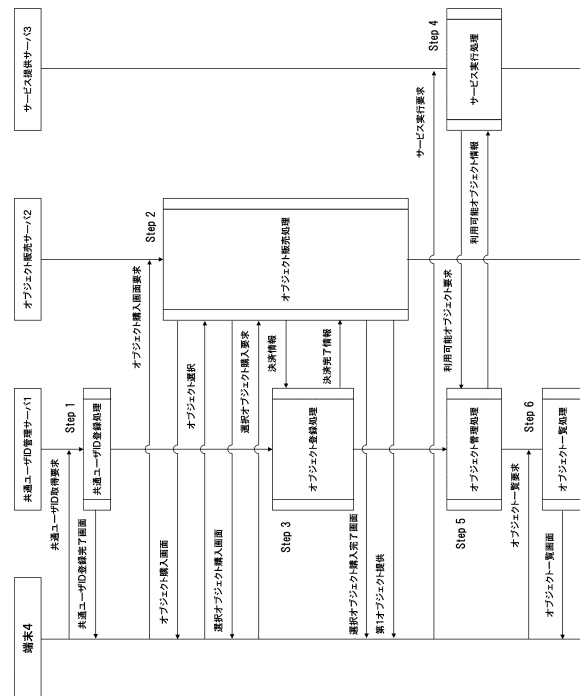 端末4
共通ユーザID管理サーバ1
オブジェクト販売サーバ2
サービス提供サーバ3
共通ユーザID取得要求
Step 1
共通ユーザID登録処理
共通ユーザID登録完了画面
オブジェクト購入画面要求
Step 2
オブジェクト販売処理
オブジェクト購入画面
オブジェクト選択
選択オブジェクト購入画面
選択オブジェクト購入要求
決済情報
Step 3
オブジェクト登録処理
決済完了情報
選択オブジェクト購入完了画面
第1オブジェクト提供
サービス実行要求
Step 4
サービス実行処理
利用可能オブジェクト要求
Step 5
オブジェクト管理処理
利用可能オブジェクト情報
オブジェクト一覧要求
Step 6
オブジェクト一覧処理
オブジェクト一覧画面